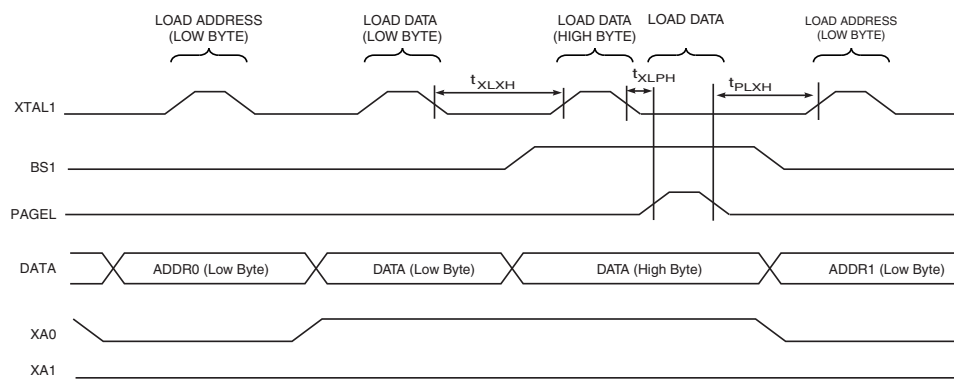 LOAD ADDRESS
(LOW BYTE)
LOAD DATA
(LOW BYTE)
LOAD DATA
(HIGH BYTE)
LOAD DATA
LOAD ADDRESS
(LOW BYTE)
tXLXH
tXLPH
tPLXH
XTAL1
BS1
PAGEL
DATA
ADDR0 (Low Byte)
DATA (Low Byte)
DATA (High Byte)
ADDR1 (Low Byte)
XA0
XA1